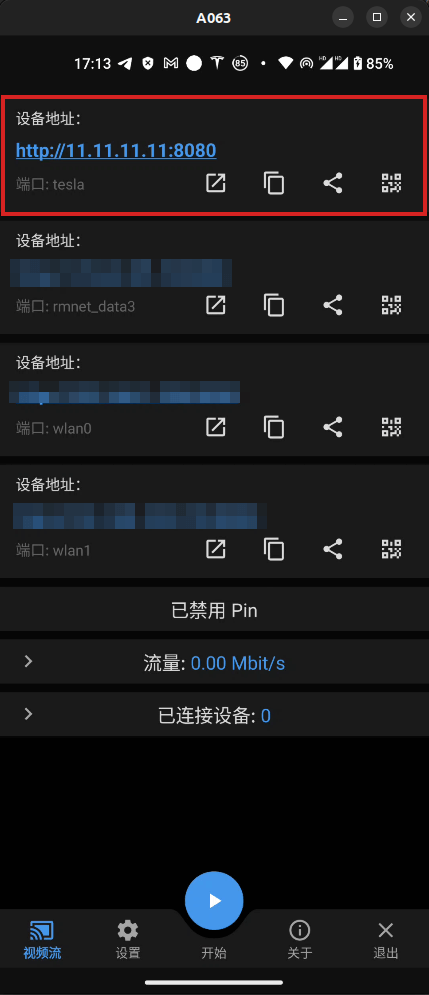 A063
17:13
85
85%
设备地址：
http://11.11.11.11:8080
端口: tesla
设备地址：
端口: rmnet_data3
设备地址：
端口: wlan0
设备地址：
端口: wlan1
已禁用 Pin
流量: 0.00 Mbit/s
已连接设备: 0
视频流 设置 开始 关于 退出